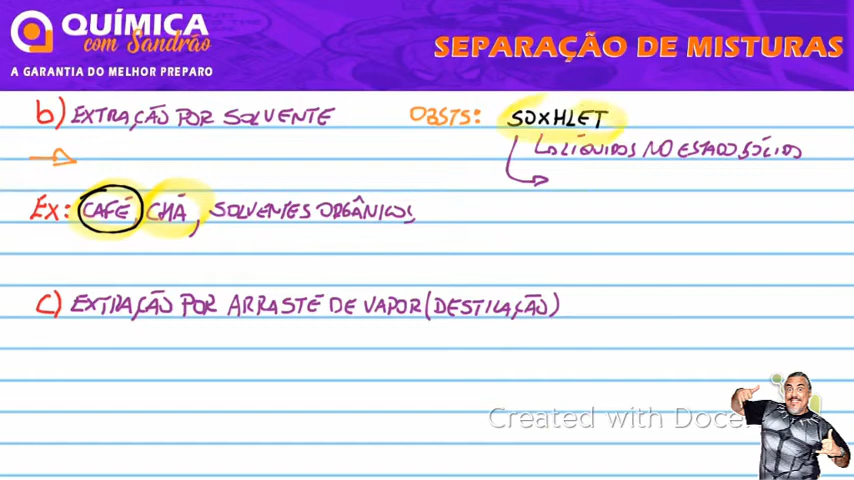 QUÍMICA
com Sandrão
A GARANTIA DO MELHOR PREPARO
SEPARAÇÃO DE MISTURAS
b) EXTRAÇÃO POR SOLVENTE
OBSTS: SOXHLET
LÍQUIDOS NO ESTADO SÓLIDO
EX: CAFÉ, CHÁ, SOLVENTES ORGÂNICOS
C) EXTRAÇÃO POR ARRASTE DE VAPOR (DESTILAÇÃO)
Created with Doce